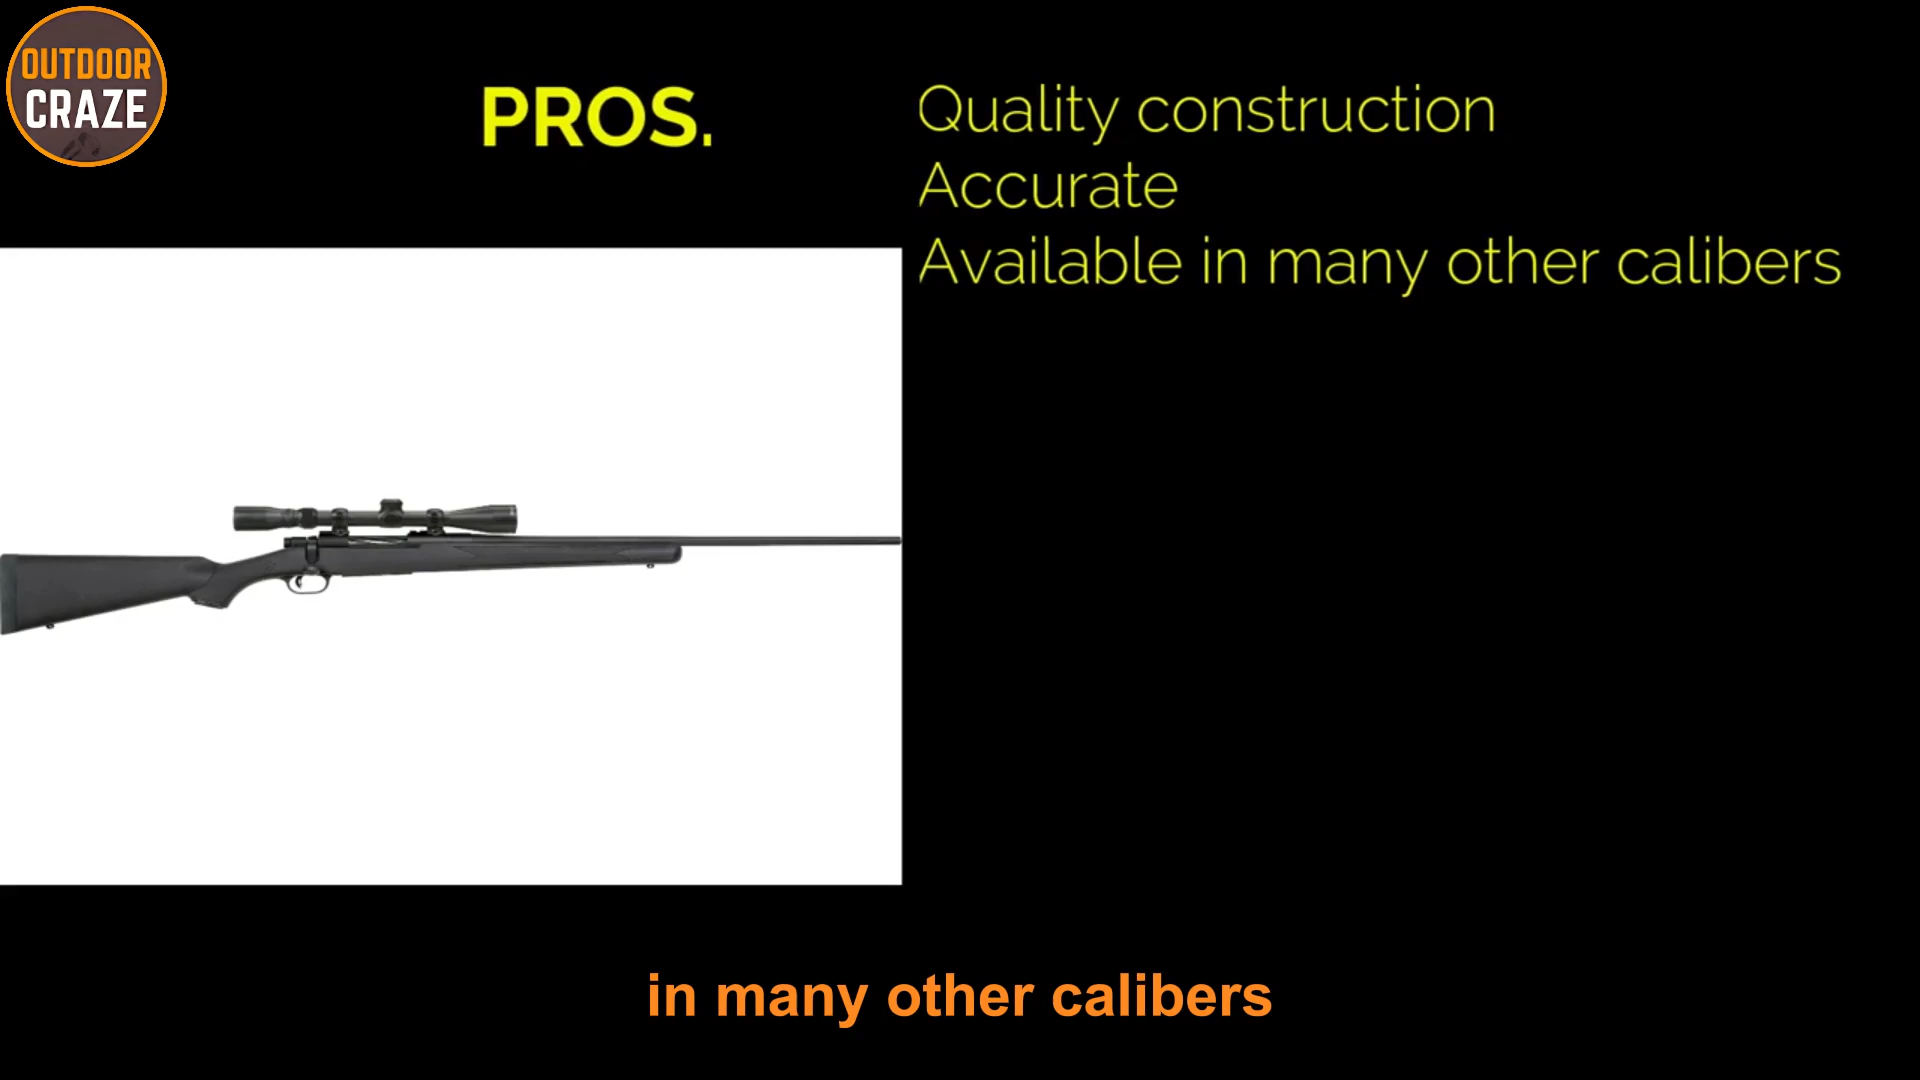 OUTDOOR
CRAZE
PROS.
Quality construction
Accurate
Available in many other calibers
in many other calibers